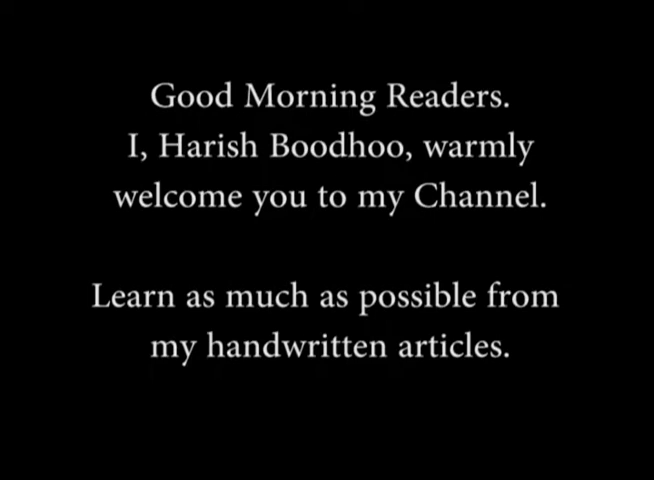 Good Morning Readers.
I, Harish Boodhoo, warmly
welcome you to my Channel.
Learn as much as possible from
my handwritten articles.